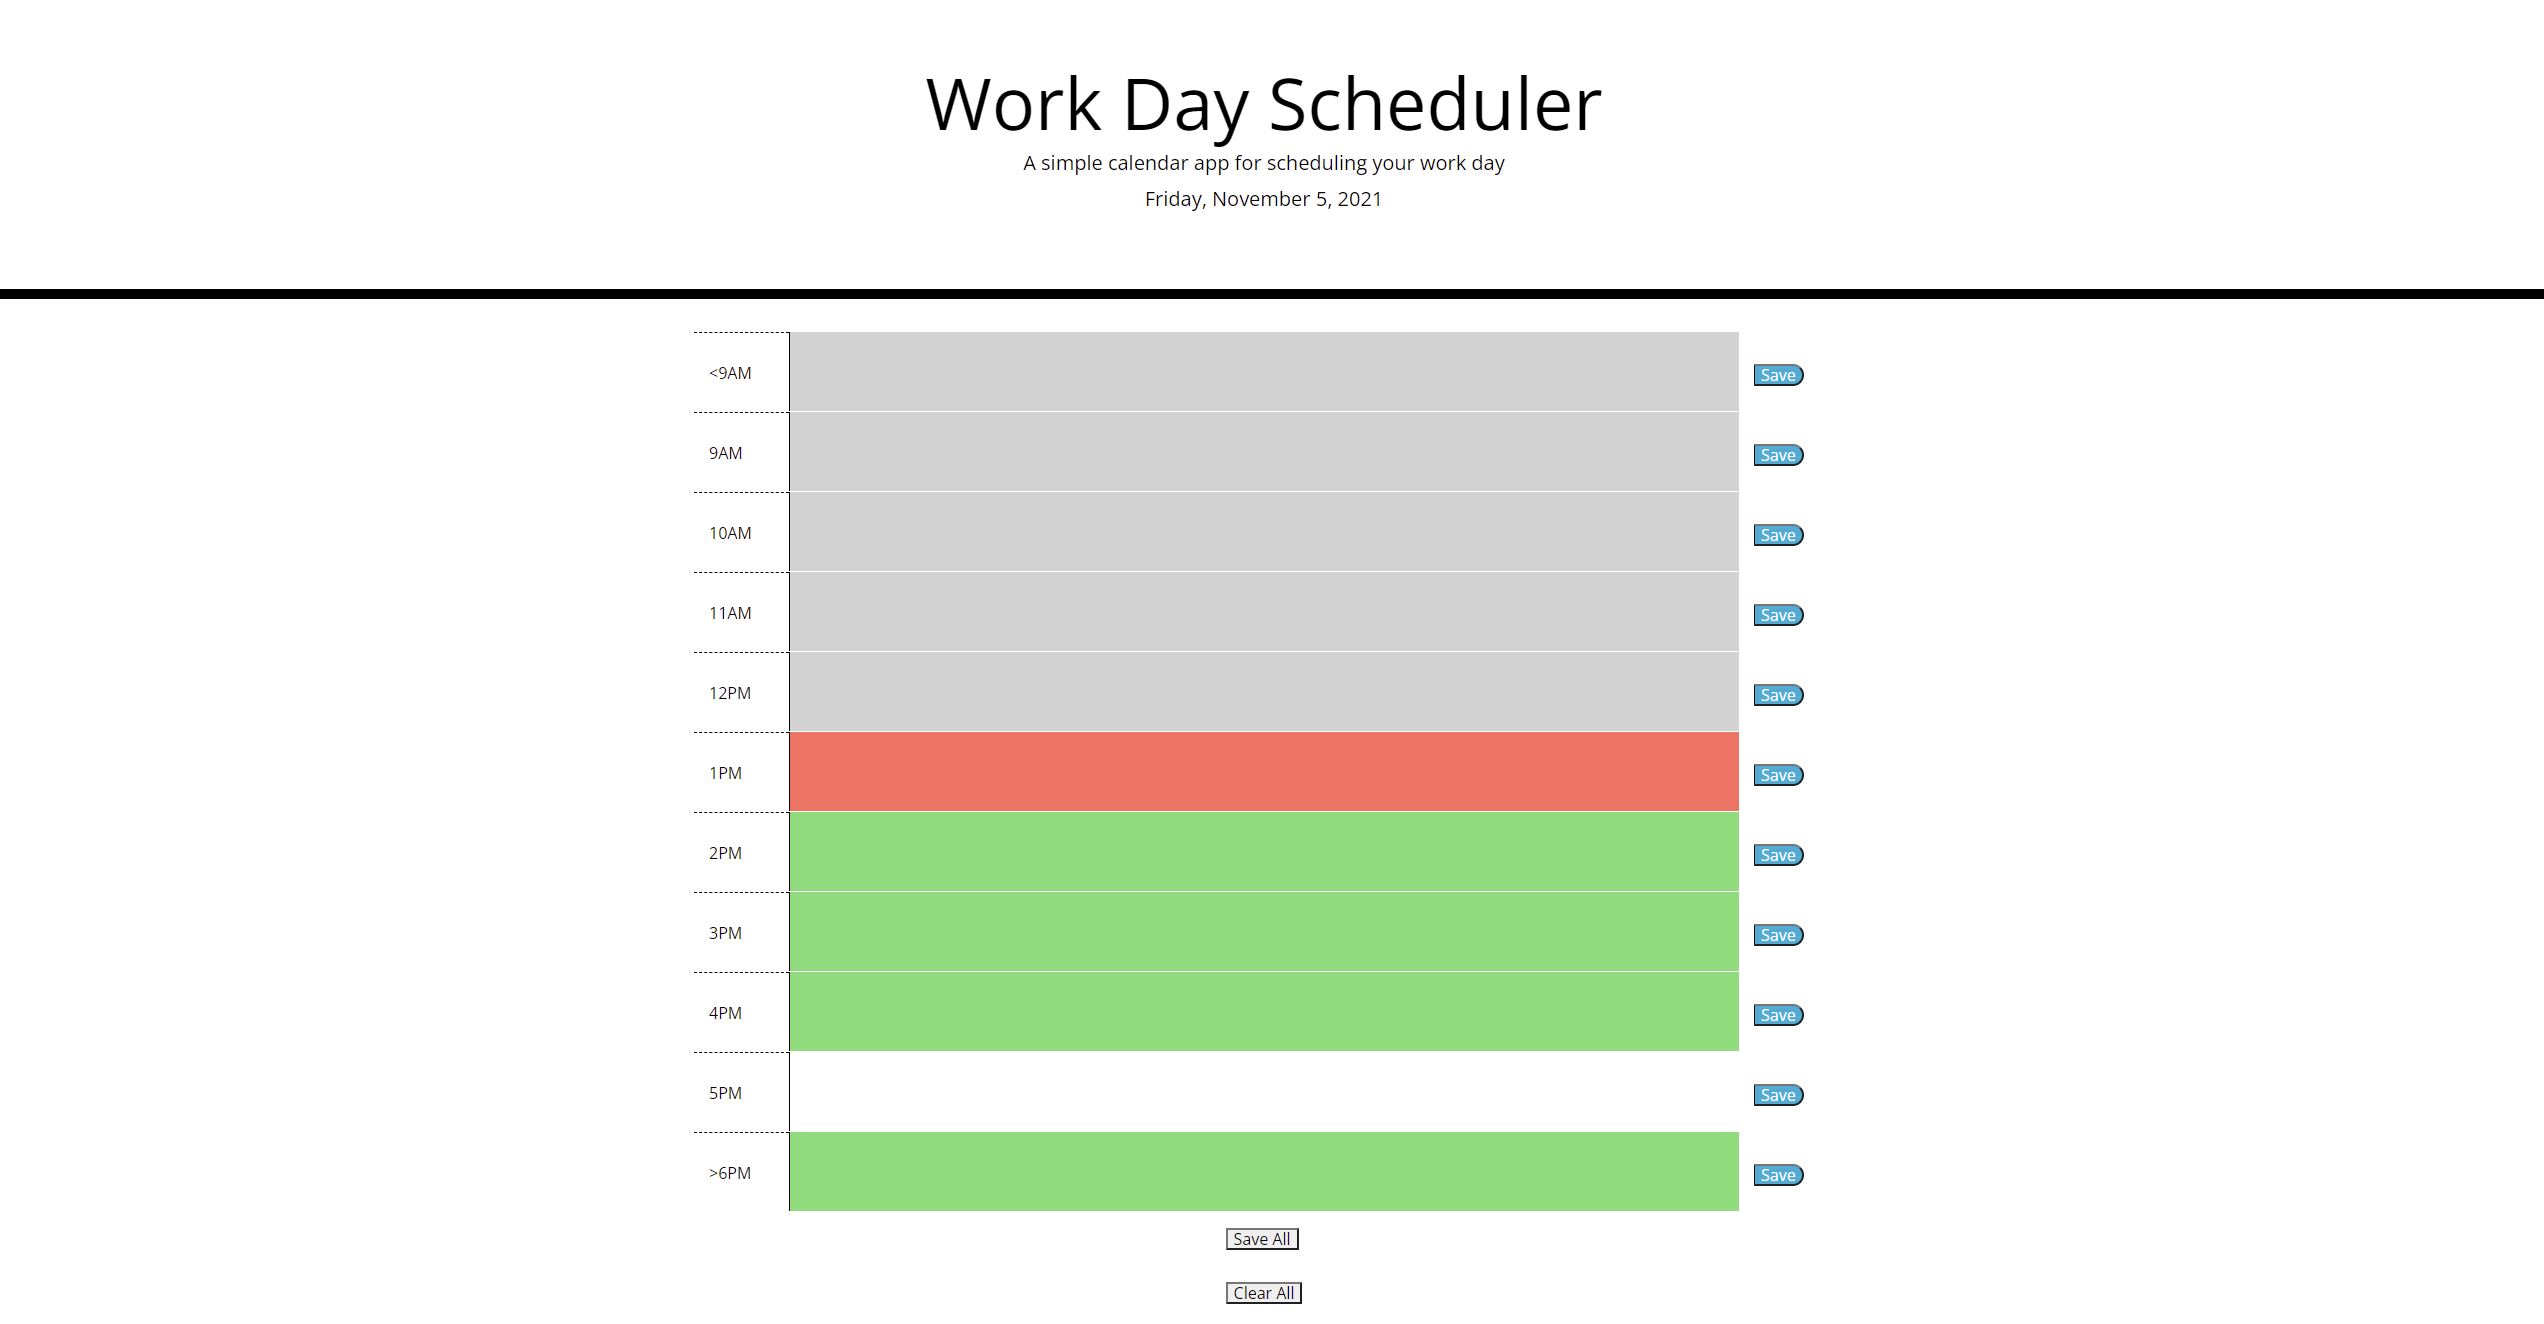 Work Day Scheduler
A simple calendar app for scheduling your work day
Friday, November 5, 2021
<9AM Save
9AM Save
10AM Save
11AM Save
12PM Save
1PM Save
2PM Save
3PM Save
4PM Save
5PM Save
>6PM Save
Save All
Clear All